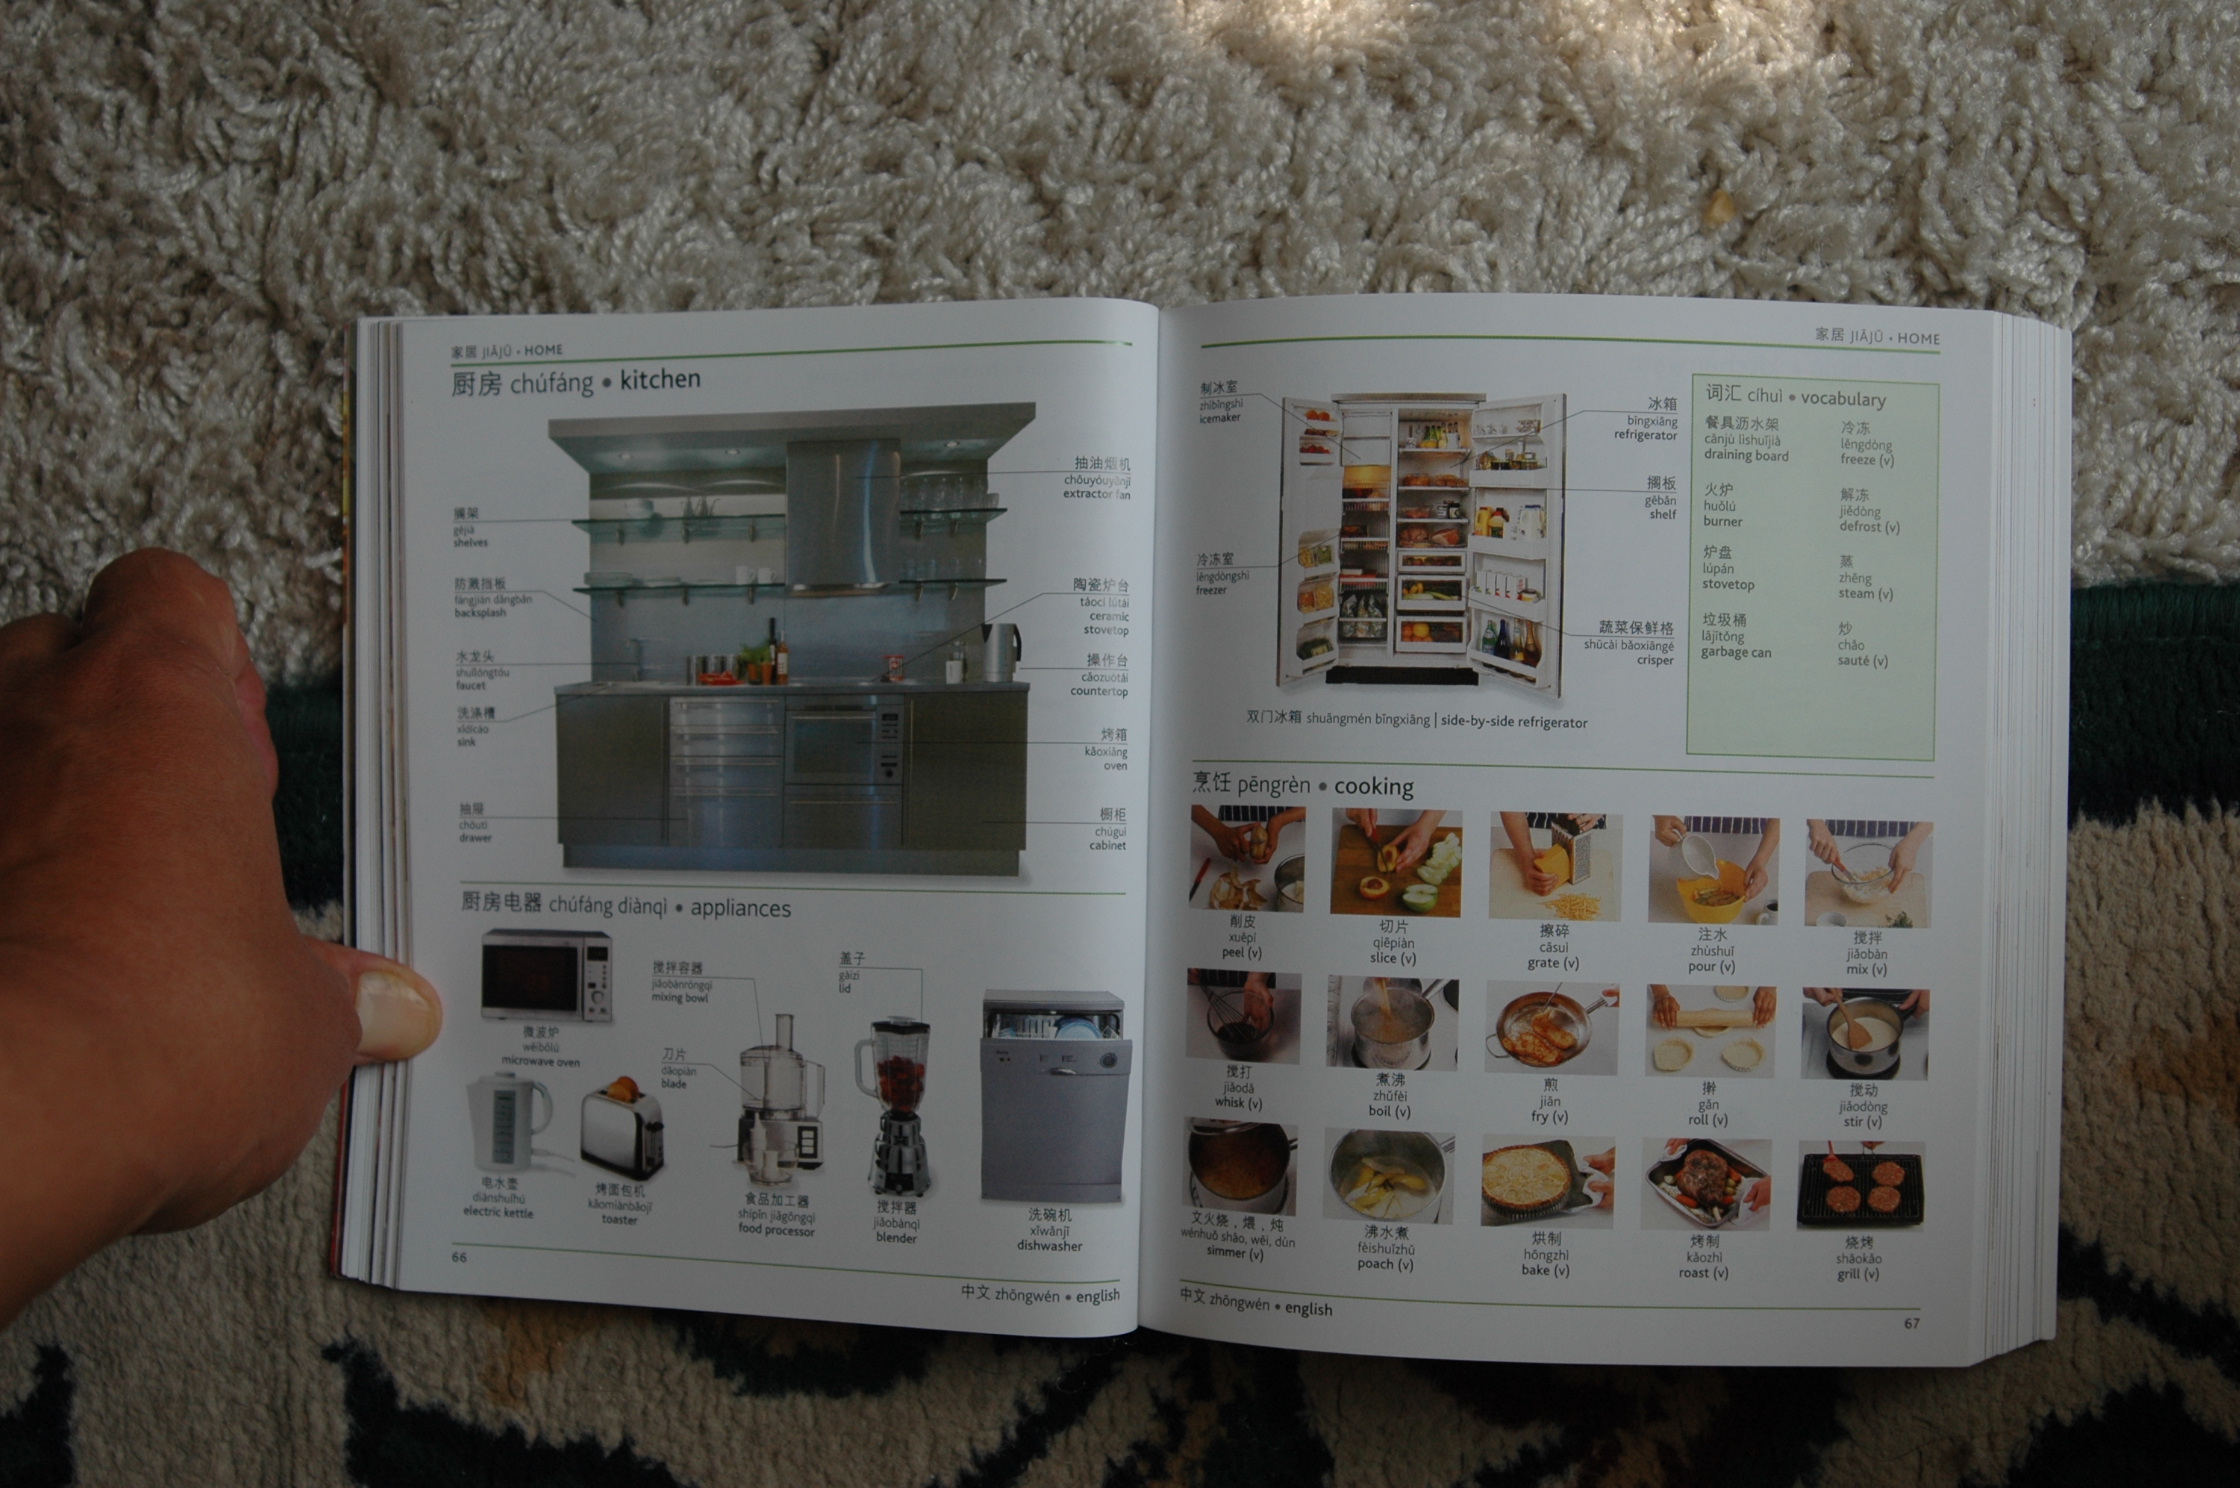 家居 JIĀJŪ • HOME
厨房 chúfáng • kitchen
搁架
gējià
shelves
防溅挡板
fángjiàn dǎngbǎn
backsplash
水龙头
shuǐlóngtóu
faucet
洗涤槽
xǐdícáo
sink
抽屉
chōuti
drawer
抽油烟机
chōuyóuyānjī
extractor fan
陶瓷炉台
táocí lútái
ceramic
stovetop
操作台
cāozuòtái
countertop
烤箱
kǎoxiāng
oven
橱柜
chúguì
cabinet
厨房电器 chúfáng diànqì • appliances
微波炉
wēibōlú
microwave oven
电水壶
diànshuǐhú
electric kettle
烤面包机
kǎomiànbāojī
toaster
搅拌容器
jiǎobànróngqì
mixing bowl
刀片
dāopiàn
blade
食品加工器
shípǐn jiāgōngqì
food processor
盖子
gàizi
lid
搅拌器
jiǎobànqì
blender
洗碗机
xǐwǎnjī
dishwasher
66
中文 zhōngwén • english
家居 JIĀJŪ • HOME
制冰室
zhìbīngshì
icemaker
冷冻室
lěngdòngshì
freezer
冰箱
bīngxiāng
refrigerator
搁板
gēbǎn
shelf
蔬菜保鲜格
shūcài bǎoxiāngé
crisper
双门冰箱 shuāngmén bīngxiāng | side-by-side refrigerator
词汇 cíhuì • vocabulary
餐具沥水架
cānjù lìshuǐjià
draining board
火炉
huǒlú
burner
炉盘
lúpán
stovetop
垃圾桶
lājītǒng
garbage can
冷冻
lěngdòng
freeze (v)
解冻
jiědòng
defrost (v)
蒸
zhēng
steam (v)
炒
chǎo
sauté (v)
烹饪 pēngrèn • cooking
削皮
xuēpí
peel (v)
切片
qiēpiàn
slice (v)
擦碎
cāsuì
grate (v)
注水
zhùshuǐ
pour (v)
搅拌
jiǎobàn
mix (v)
搅打
jiǎodǎ
whisk (v)
煮沸
zhǔfèi
boil (v)
煎
jiān
fry (v)
擀
gǎn
roll (v)
搅动
jiǎodòng
stir (v)
文火烧，煨，炖
wénhuǒ shāo, wēi, dùn
simmer (v)
沸水煮
fèishuǐzhǔ
poach (v)
烘制
hōngzhì
bake (v)
烤制
kǎozhì
roast (v)
烧烤
shāokǎo
grill (v)
中文 zhōngwén • english
67